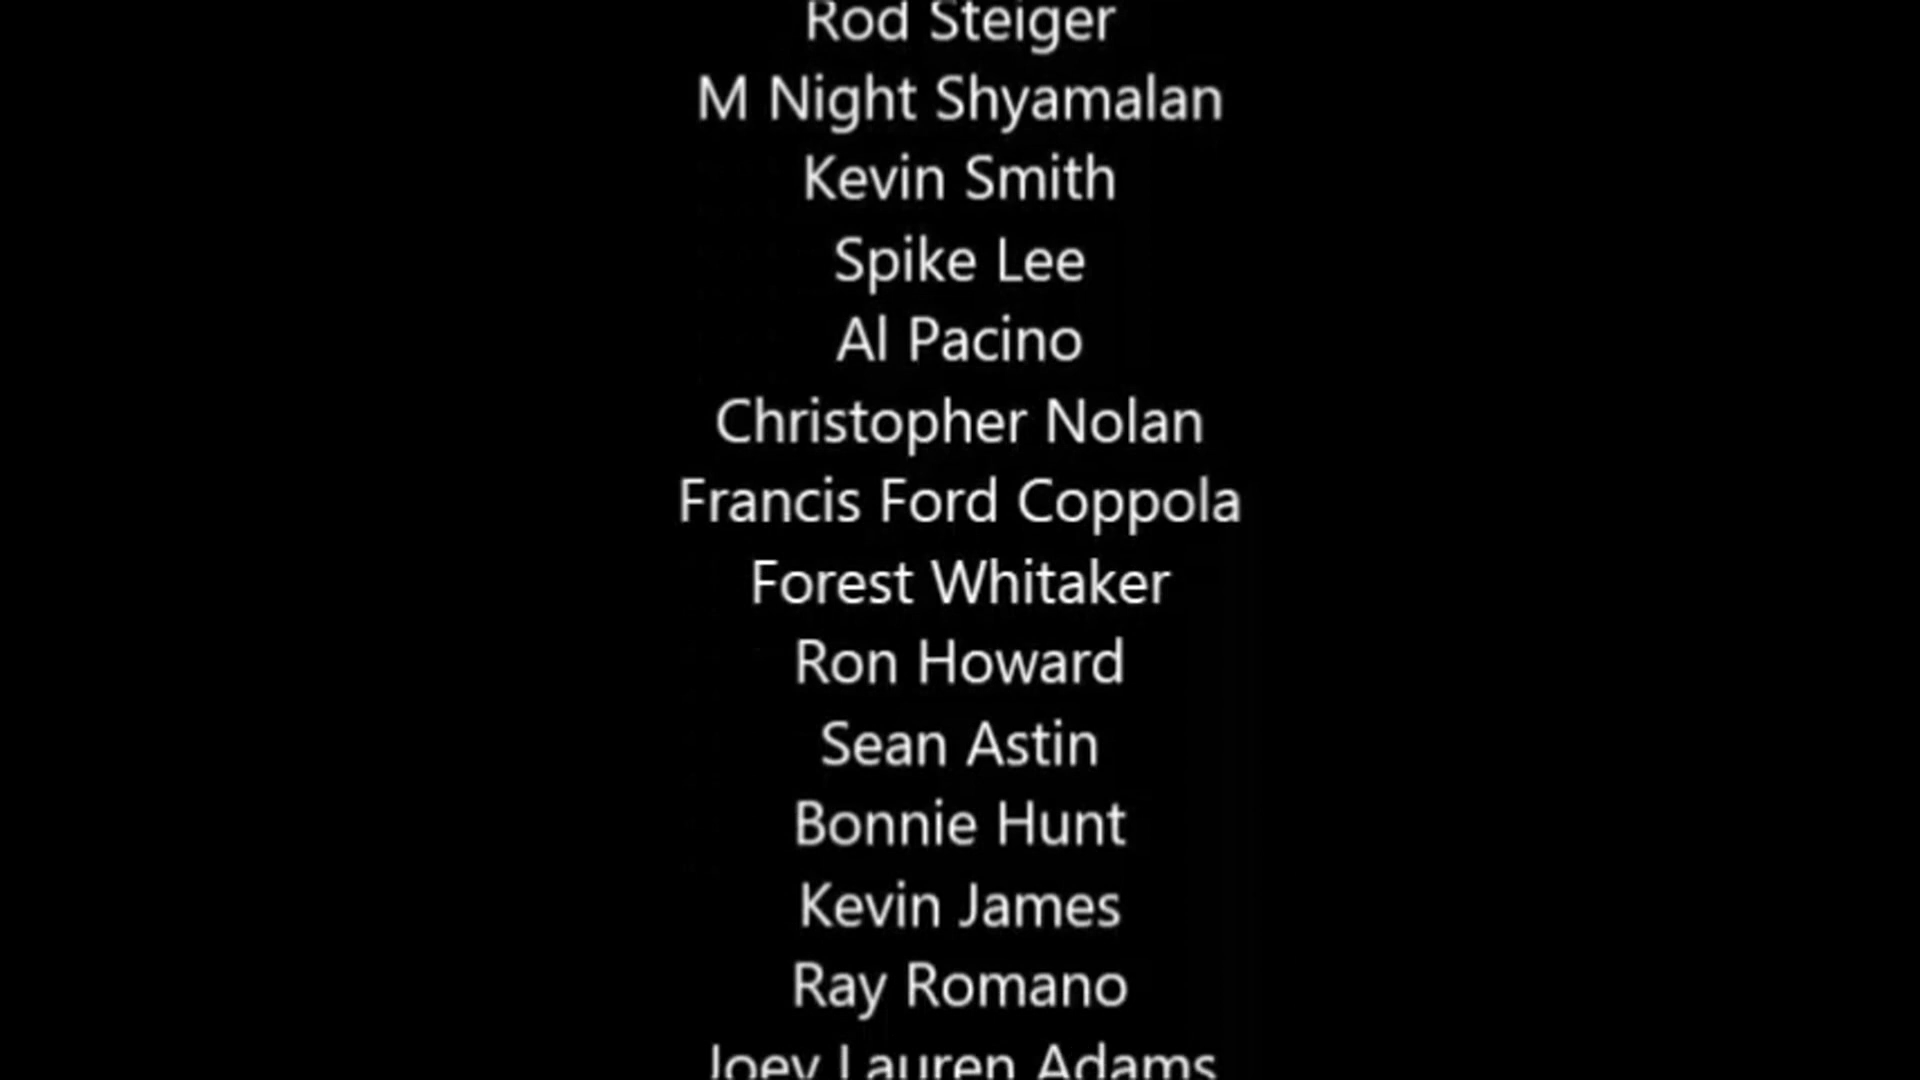 Rod Steiger
M Night Shyamalan
Kevin Smith
Spike Lee
Al Pacino
Christopher Nolan
Francis Ford Coppola
Forest Whitaker
Ron Howard
Sean Astin
Bonnie Hunt
Kevin James
Ray Romano
Joey Lauren Adams